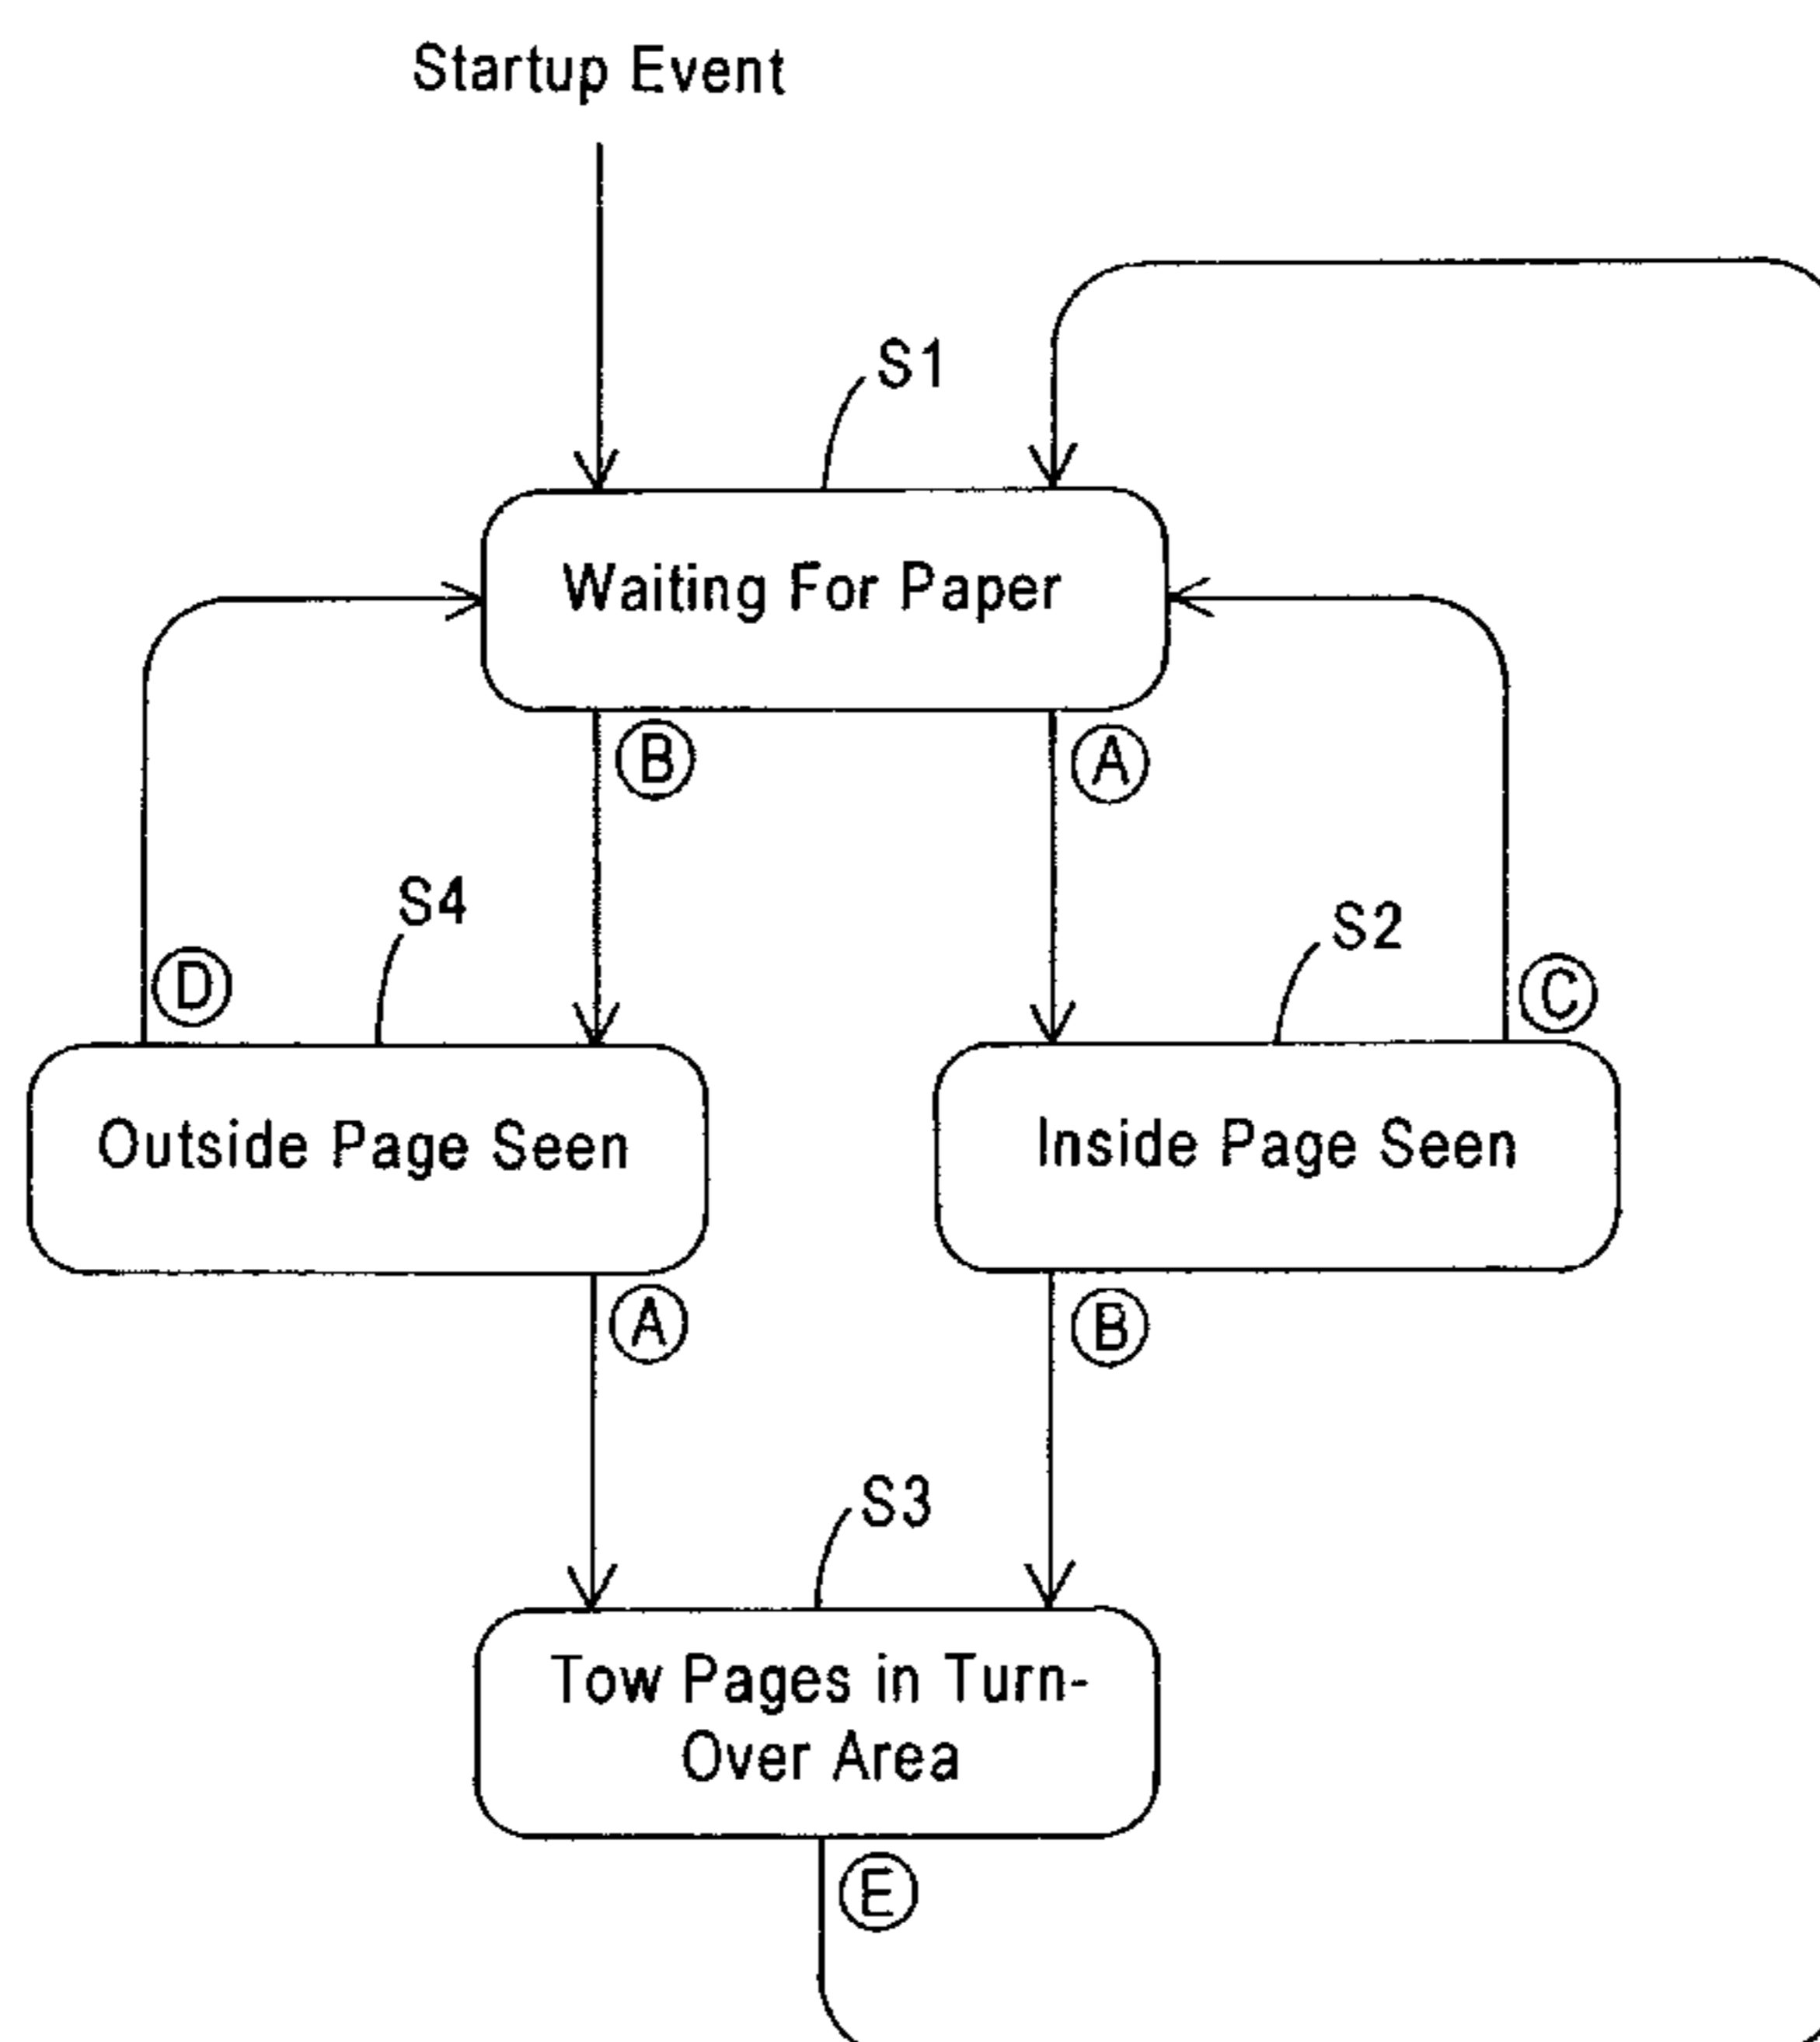 Startup Event
S1
Waiting For Paper
B
A
S4
S2
D
C
Outside Page Seen
Inside Page Seen
A
B
S3
Tow Pages in Turn-
Over Area
E